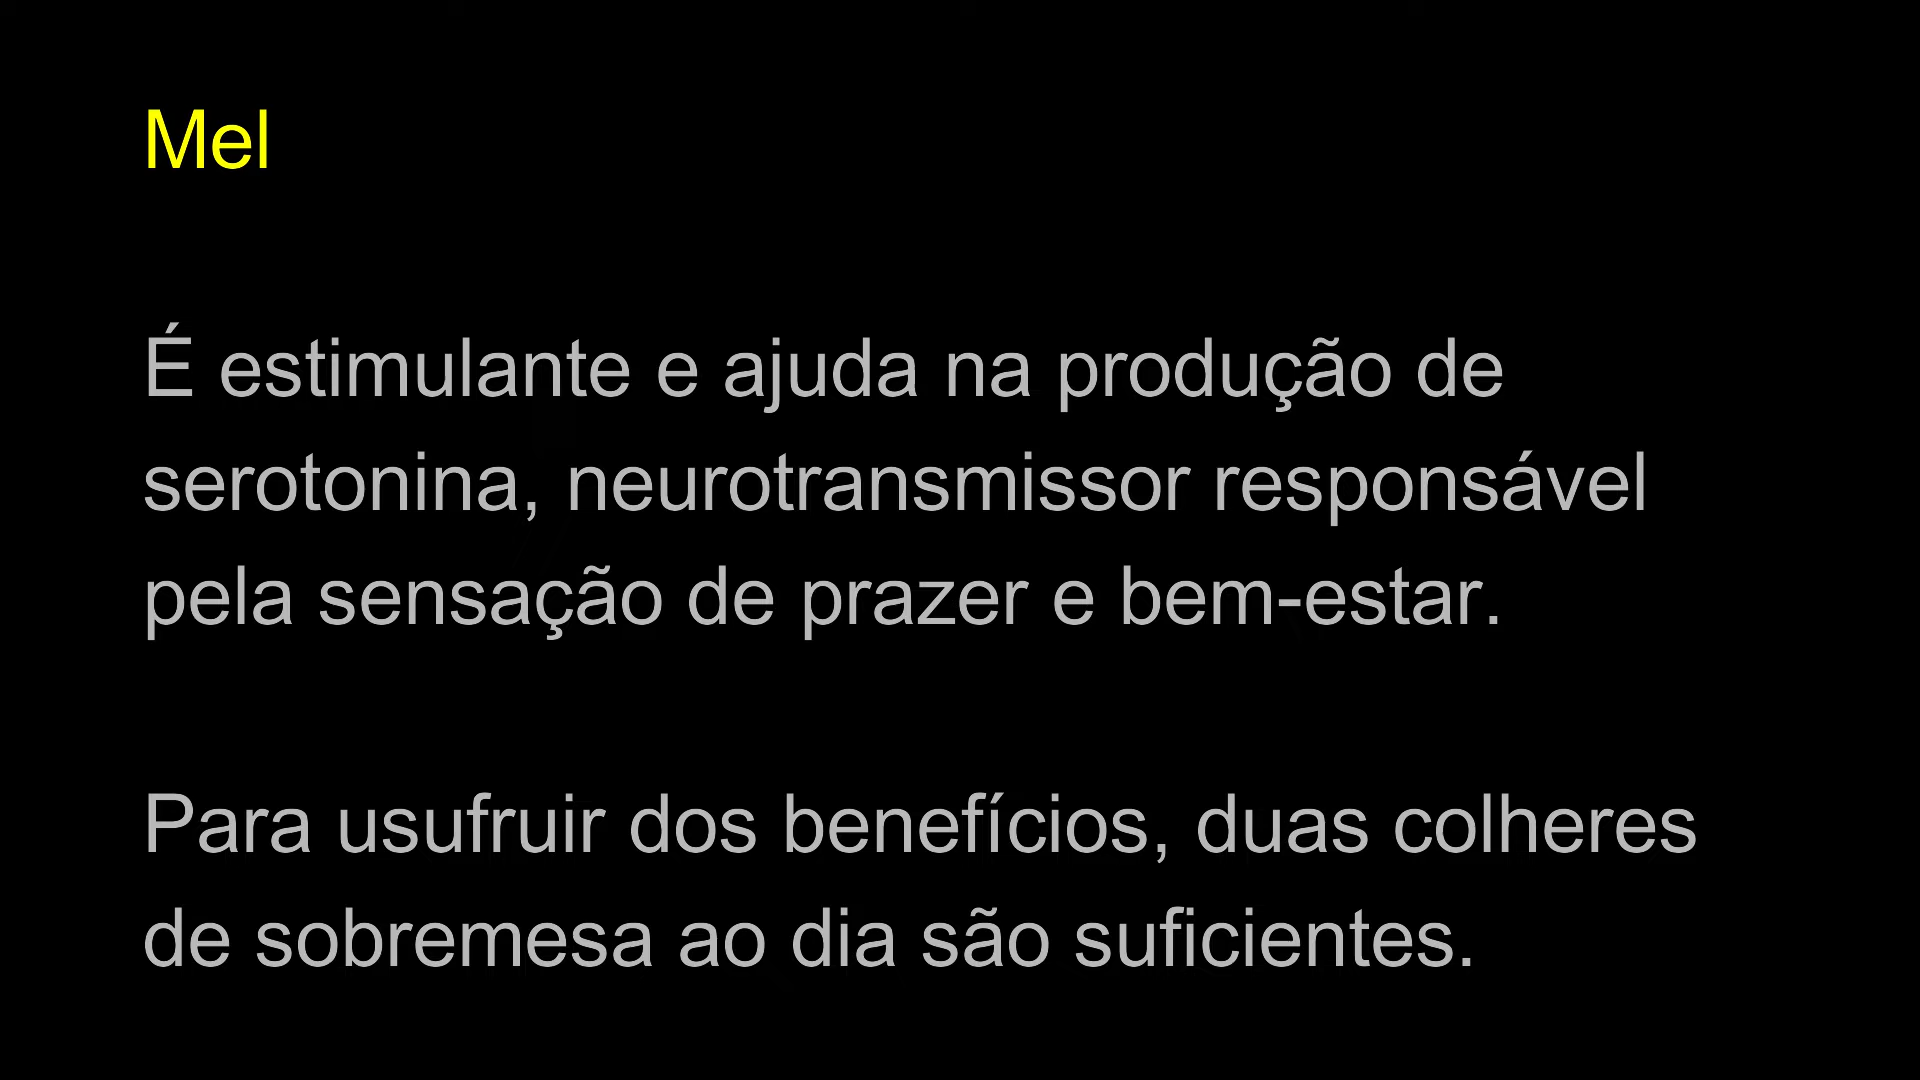 Mel
É estimulante e ajuda na produção de
serotonina, neurotransmissor responsável
pela sensação de prazer e bem-estar.
Para usufruir dos benefícios, duas colheres
de sobremesa ao dia são suficientes.